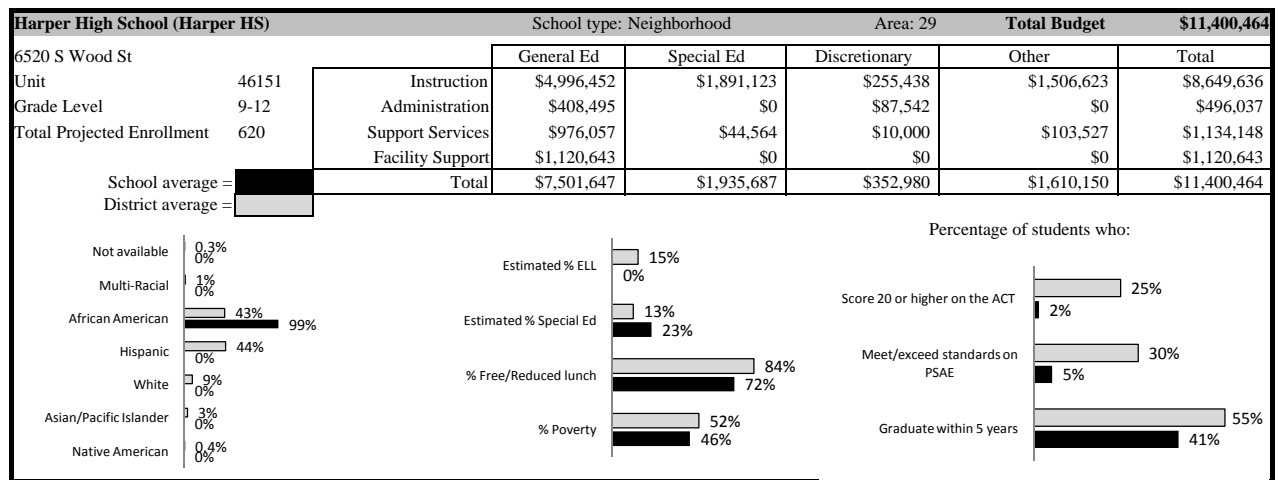 Harper High School (Harper HS) School type: Neighborhood Area: 29 Total Budget $11,400,464
6520 S Wood St General Ed Special Ed Discretionary Other Total
Unit 46151 Instruction $4,996,452 $1,891,123 $255,438 $1,506,623 $8,649,636
Grade Level 9-12 Administration $408,495 $0 $87,542 $0 $496,037
Total Projected Enrollment 620 Support Services $976,057 $44,564 $10,000 $103,527 $1,134,148
Facility Support $1,120,643 $0 $0 $0 $1,120,643
School average = Total $7,501,647 $1,935,687 $352,980 $1,610,150 $11,400,464
District average =
Not available 0.3% 0%
Multi-Racial 1% 0%
African American 43% 99%
Hispanic 44% 0%
White 9% 0%
Asian/Pacific Islander 3% 0%
Native American 0.4% 0%
Estimated % ELL 15% 0%
Estimated % Special Ed 13% 23%
% Free/Reduced lunch 84% 72%
% Poverty 52% 46%
Percentage of students who:
Score 20 or higher on the ACT 25% 2%
Meet/exceed standards on
PSAE 30% 5%
Graduate within 5 years 55% 41%